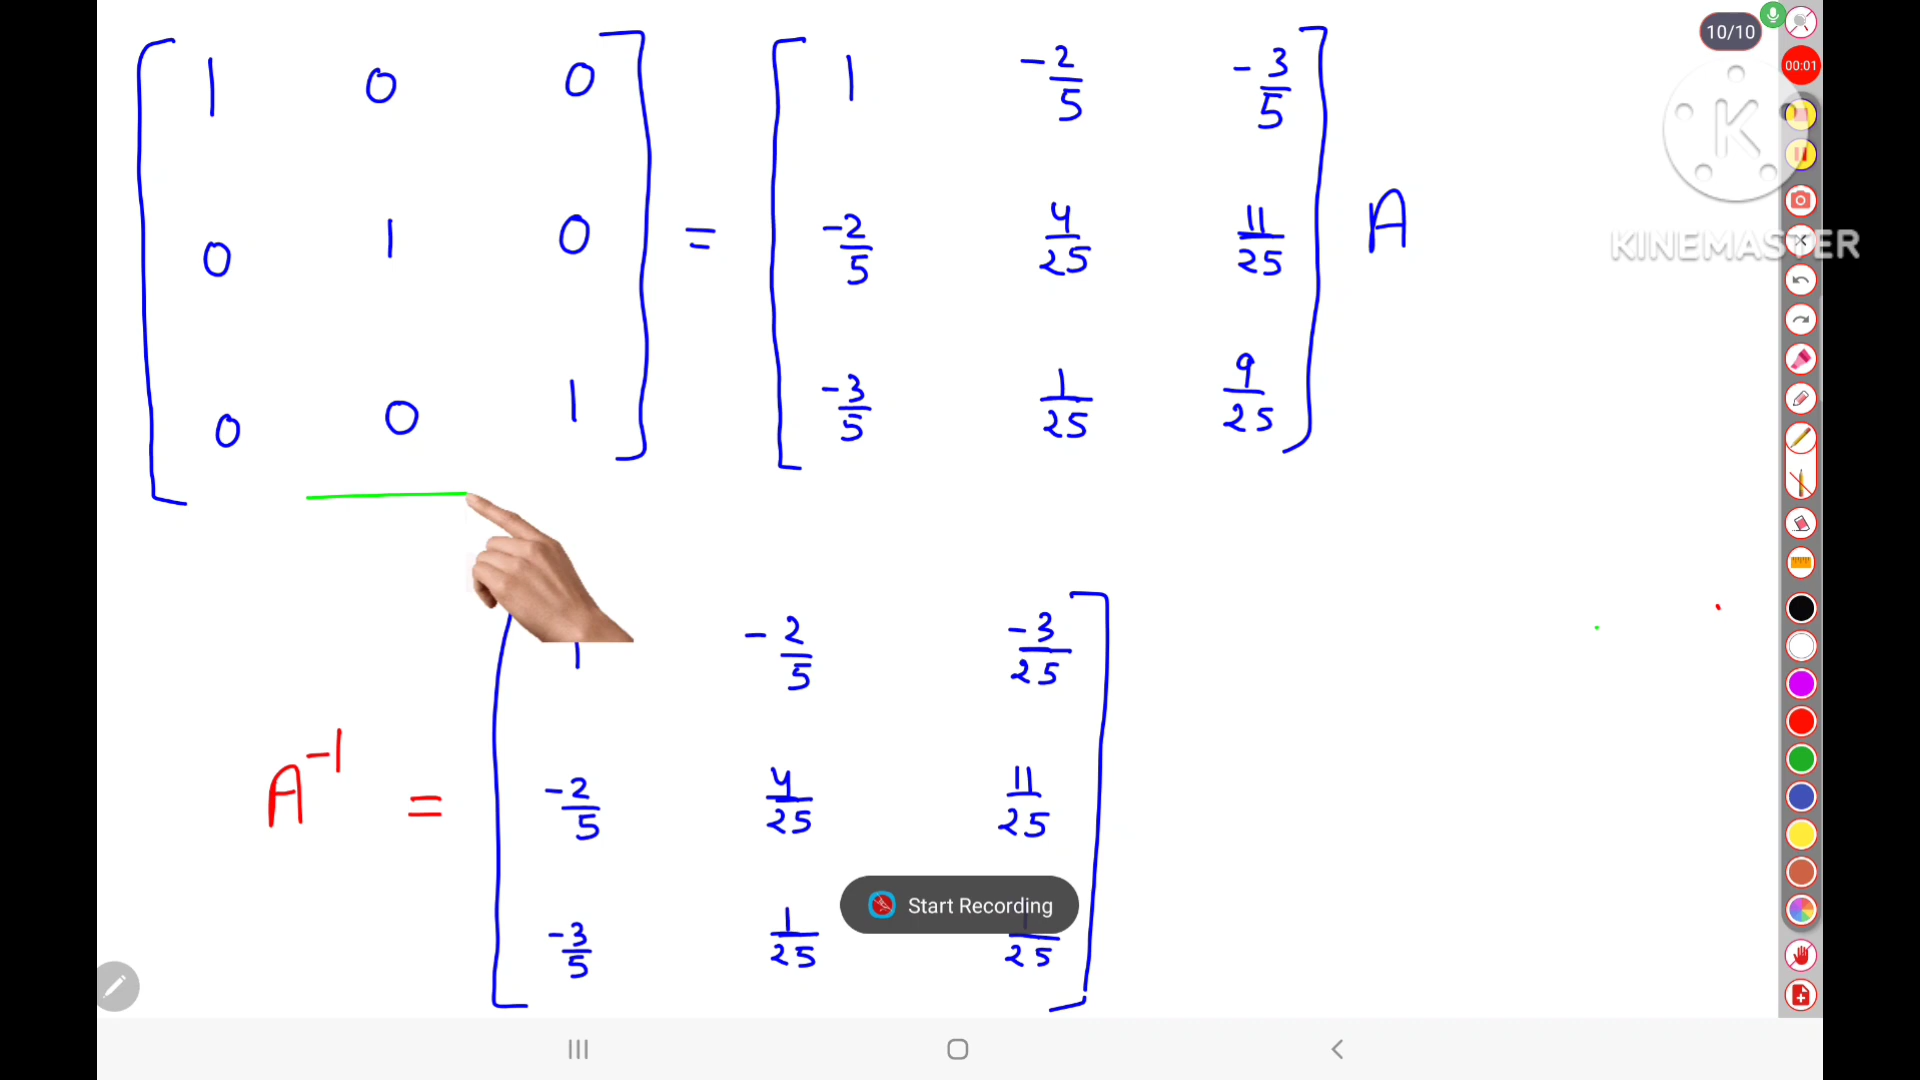 10/10
00:01
1 0 0
0 1 0
0 0 1
=
1 -2/5 -3/5
-2/5 4/25 11/25
-3/5 1/25 9/25
A
KINEMASTER
A⁻¹ =
1 -2/5 -3/25
-2/5 4/25 11/25
-3/5 1/25 1/25
Start Recording